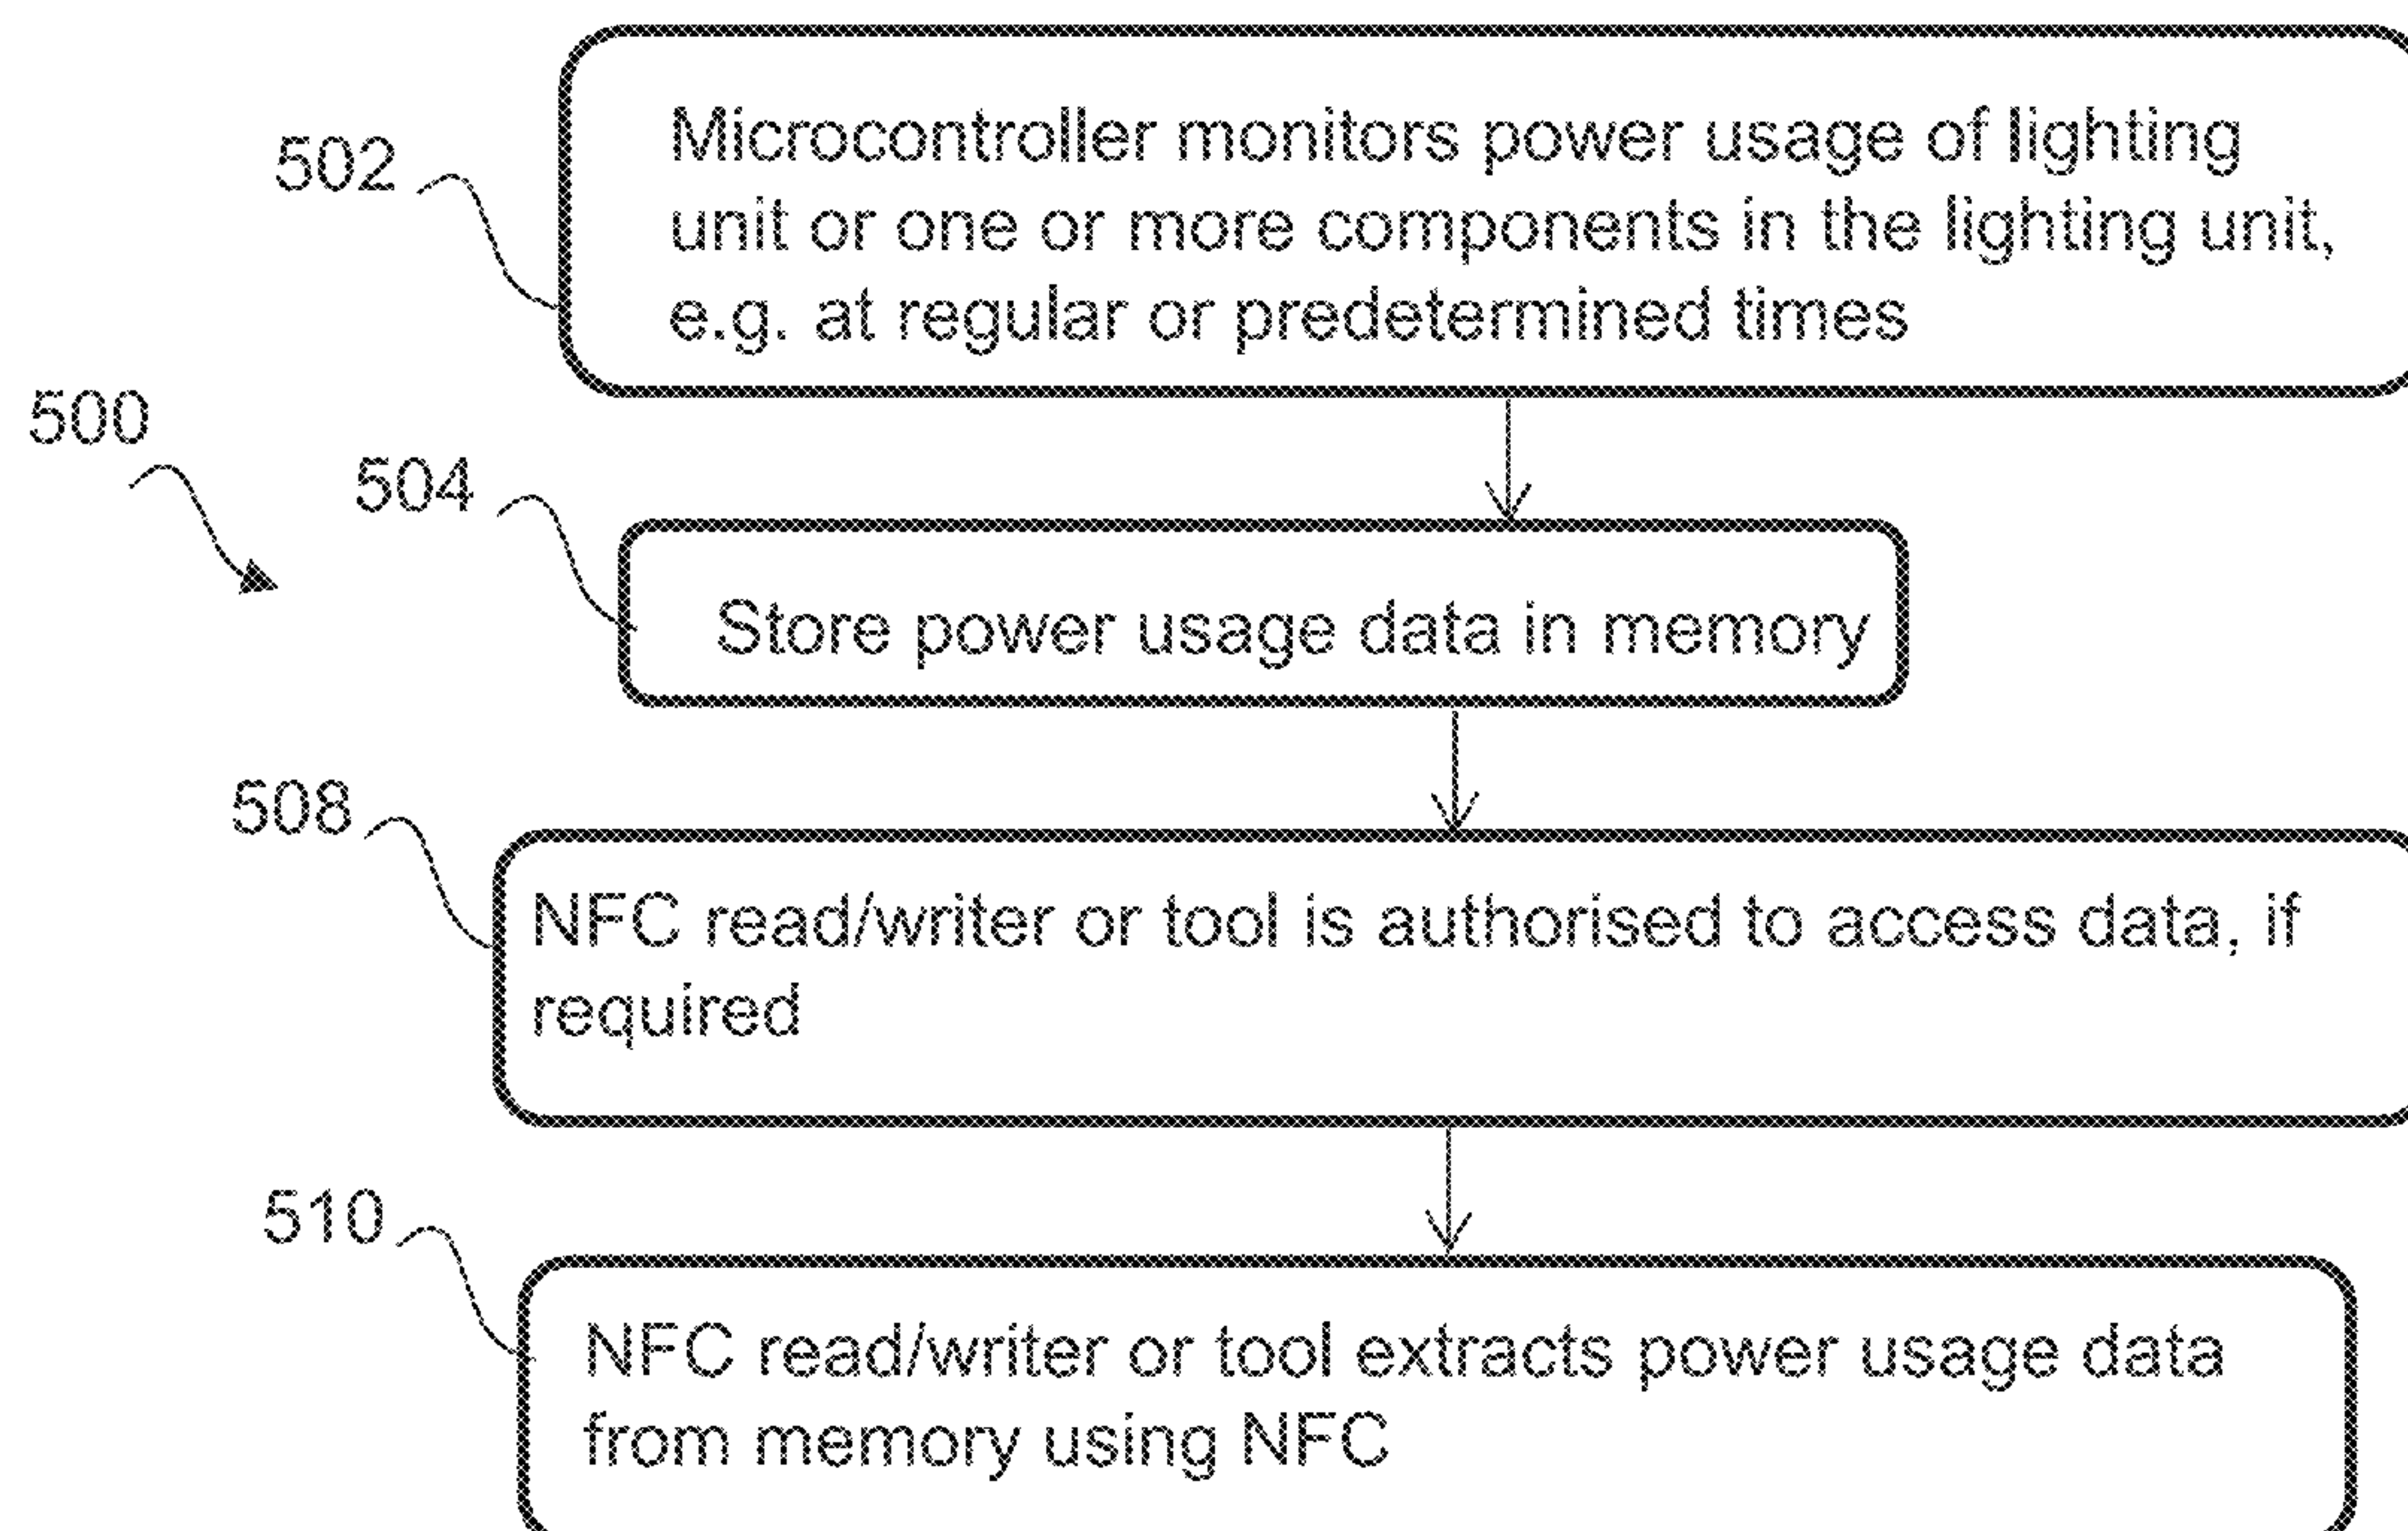 502
Microcontroller monitors power usage of lighting
unit or one or more components in the lighting unit,
e.g. at regular or predetermined times
500
504
Store power usage data in memory
508
NFC read/writer or tool is authorised to access data, if
required
510
NFC read/writer or tool extracts power usage data
from memory using NFC